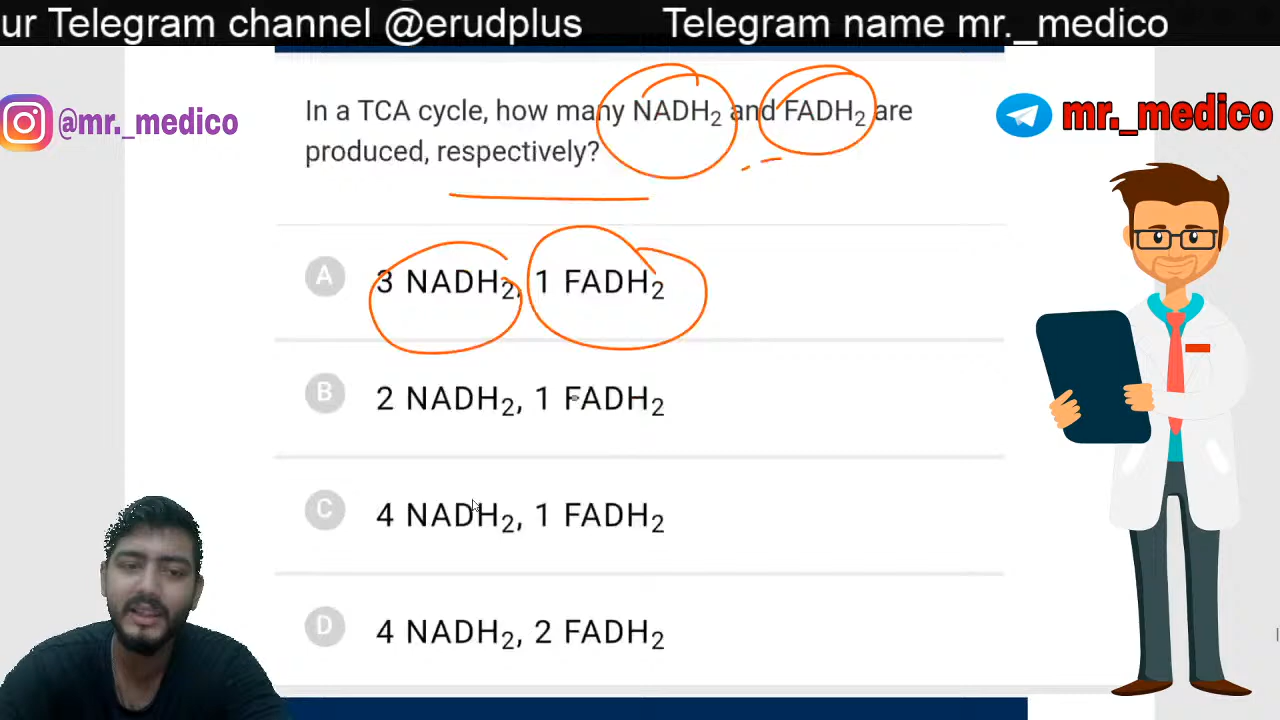 ur Telegram channel @erudplus Telegram name mr._medico
@mr._medico
mr._medico
In a TCA cycle, how many NADH₂ and FADH₂ are
produced, respectively?
A 3 NADH₂, 1 FADH₂
B 2 NADH₂, 1 FADH₂
C 4 NADH₂, 1 FADH₂
D 4 NADH₂, 2 FADH₂